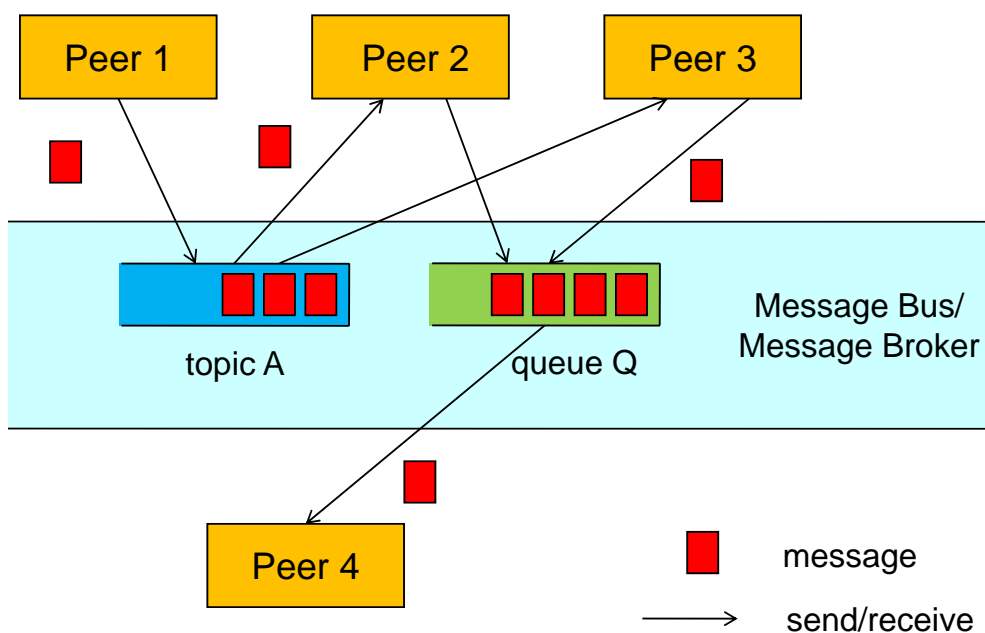 Peer 1
Peer 2
Peer 3
topic A
queue Q
Message Bus/
Message Broker
Peer 4
message
send/receive